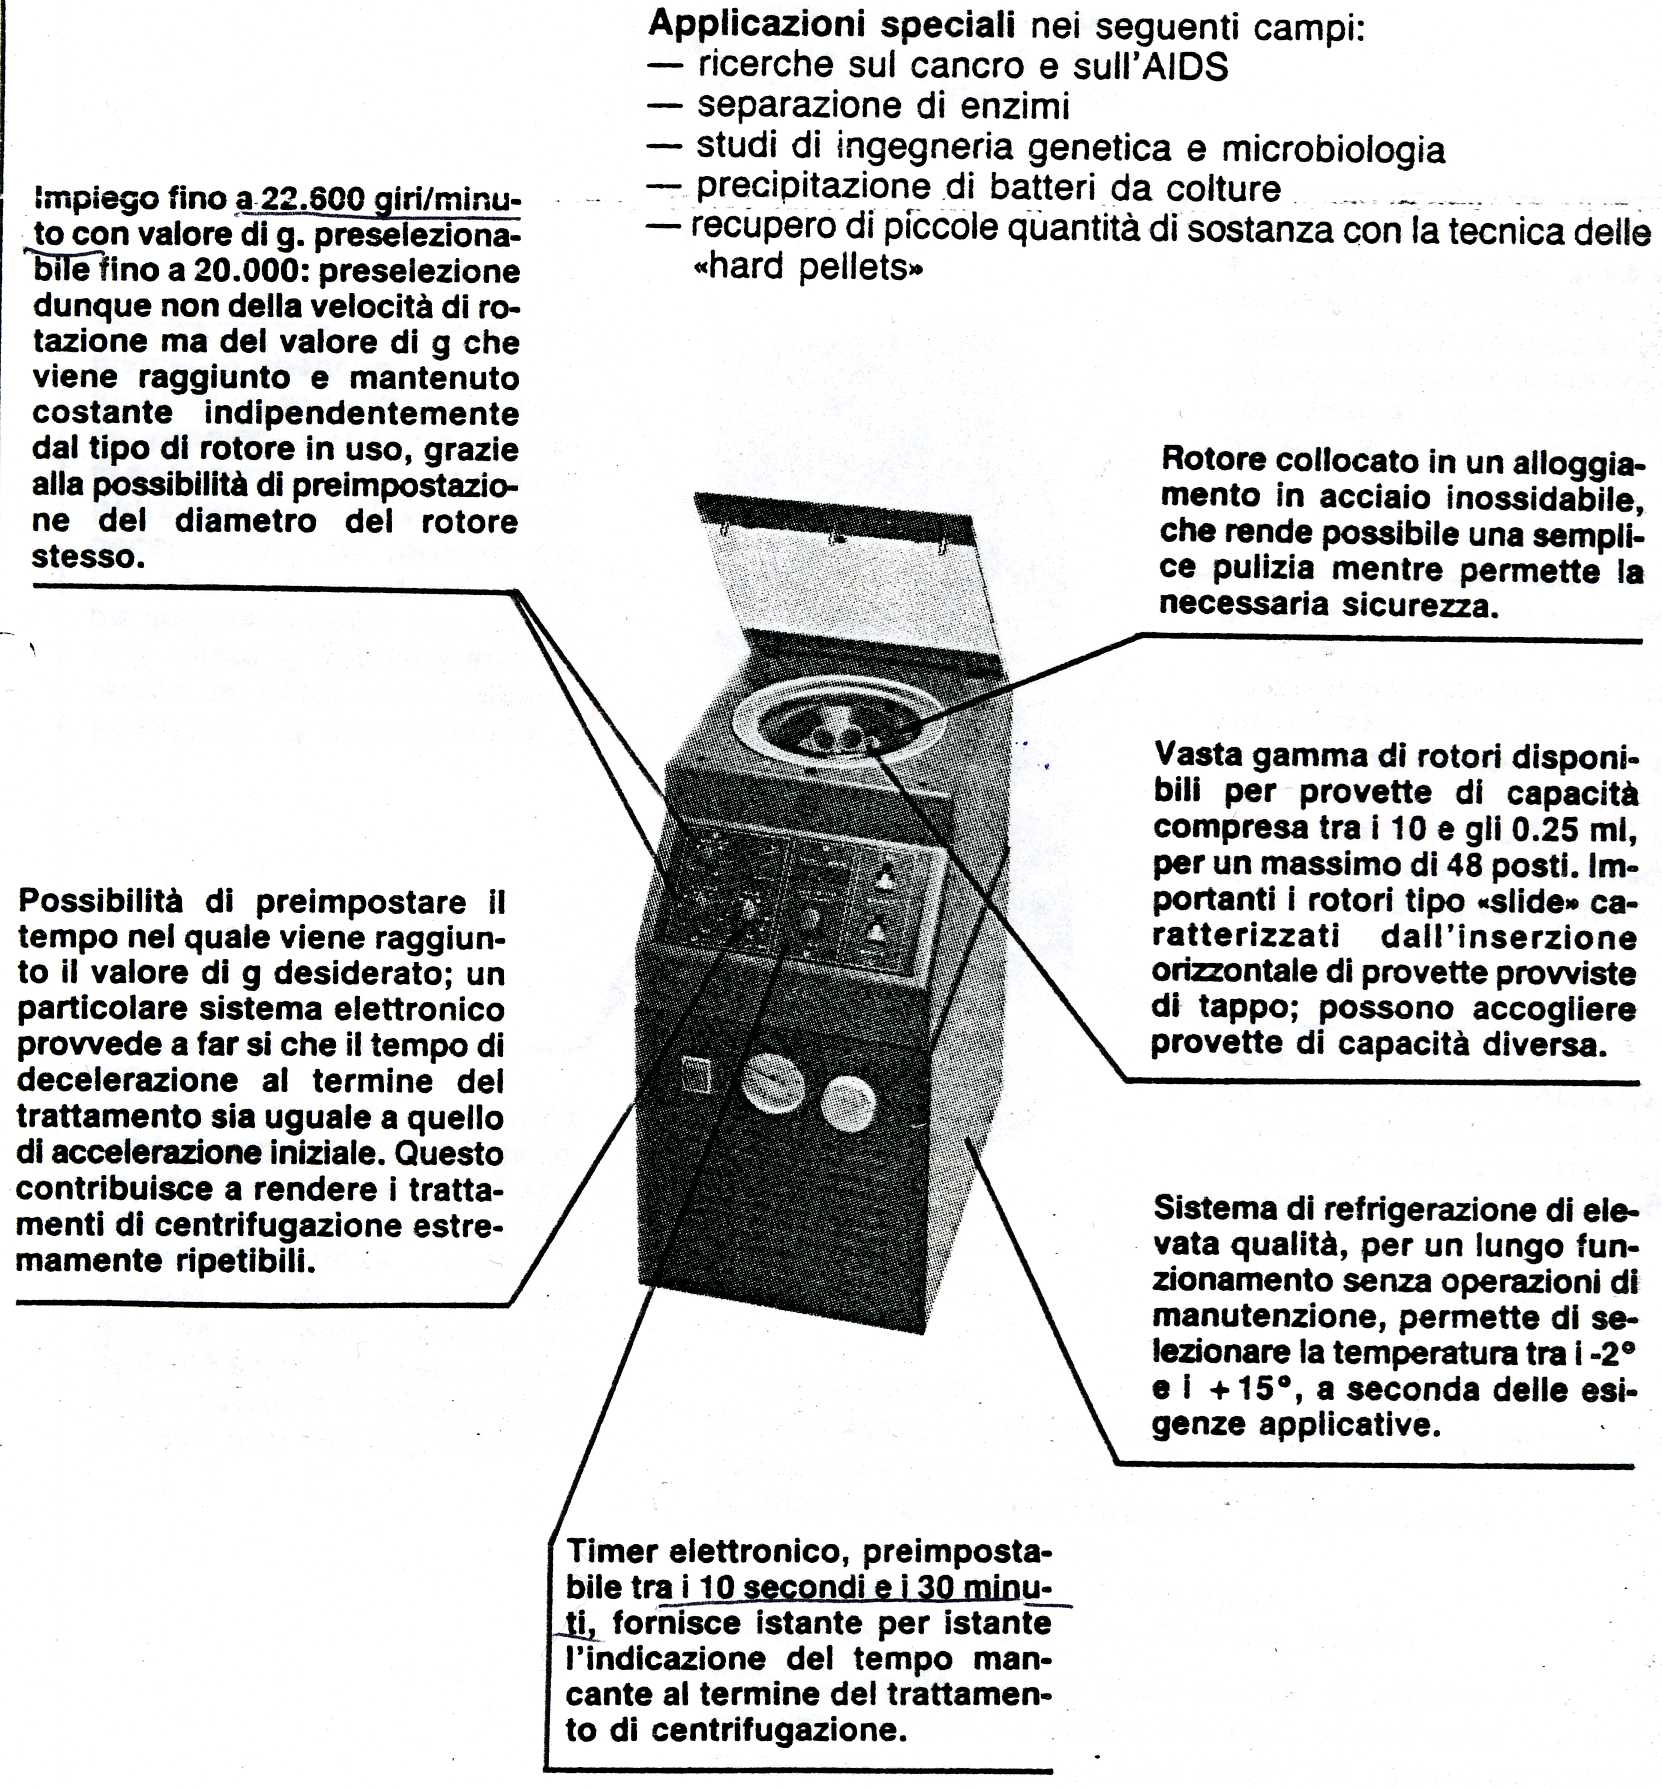 Applicazioni speciali nei seguenti campi:
— ricerche sul cancro e sull'AIDS
— separazione di enzimi
— studi di ingegneria genetica e microbiologia
— precipitazione di batteri da colture
— recupero di piccole quantità di sostanza con la tecnica delle
«hard pellets»
Impiego fino a 22.600 giri/minu-
to con valore di g. preseleziona-
bile fino a 20.000: preselezione
dunque non della velocità di ro-
tazione ma del valore di g che
viene raggiunto e mantenuto
costante indipendentemente
dal tipo di rotore in uso, grazie
alla possibilità di preimpostazio-
ne del diametro del rotore
stesso.
Rotore collocato in un alloggia-
mento in acciaio inossidabile,
che rende possibile una sempli-
ce pulizia mentre permette la
necessaria sicurezza.
Vasta gamma di rotori disponi-
bili per provette di capacità
compresa tra i 10 e gli 0.25 ml,
per un massimo di 48 posti. Im-
portanti i rotori tipo «slide» ca-
ratterizzati dall'inserzione
orizzontale di provette provviste
di tappo; possono accogliere
provette di capacità diversa.
Possibilità di preimpostare il
tempo nel quale viene raggiun-
to il valore di g desiderato; un
particolare sistema elettronico
provvede a far si che il tempo di
decelerazione al termine del
trattamento sia uguale a quello
di accelerazione iniziale. Questo
contribuisce a rendere i tratta-
menti di centrifugazione estre-
mamente ripetibili.
Sistema di refrigerazione di ele-
vata qualità, per un lungo fun-
zionamento senza operazioni di
manutenzione, permette di se-
lezionare la temperatura tra i -2°
e i +15°, a seconda delle esi-
genze applicative.
Timer elettronico, preimposta-
bile tra i 10 secondi e i 30 minu-
ti, fornisce istante per istante
l'indicazione del tempo man-
cante al termine del trattamen-
to di centrifugazione.